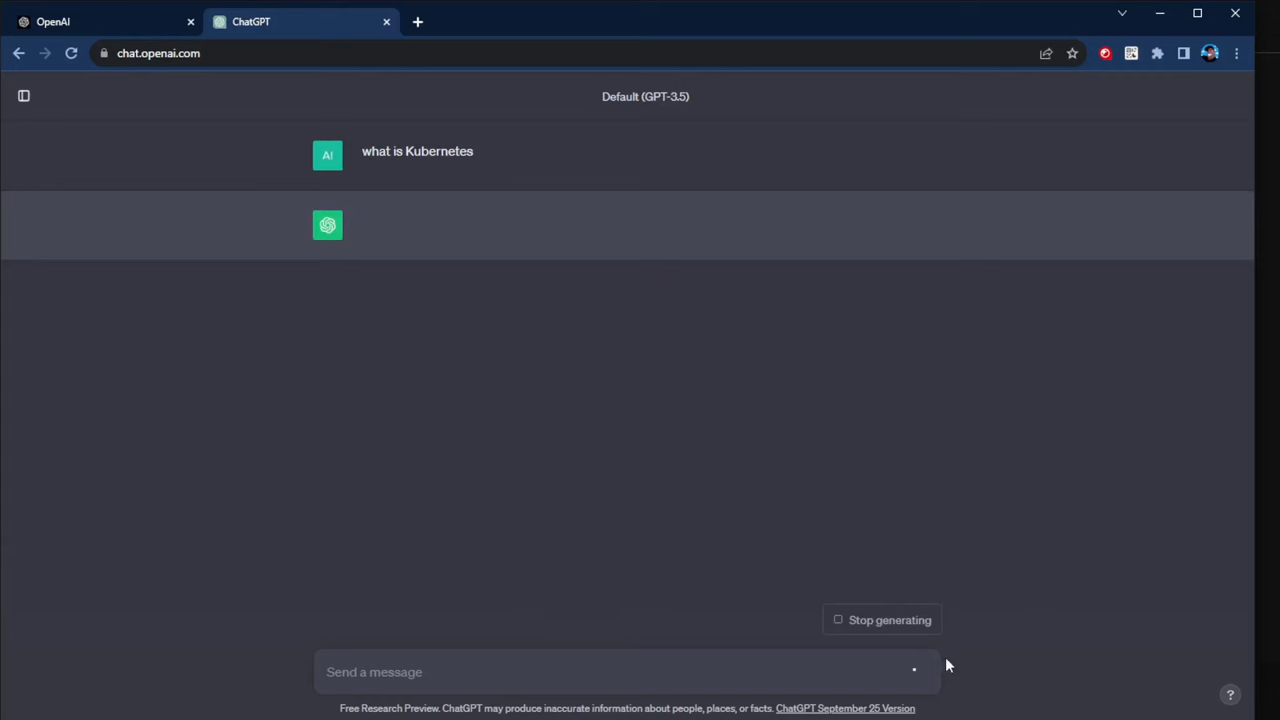 OpenAI
ChatGPT
chat.openai.com
Default (GPT-3.5)
AI
what is Kubernetes
Stop generating
Send a message
Free Research Preview. ChatGPT may produce inaccurate information about people, places, or facts. ChatGPT September 25 Version
?